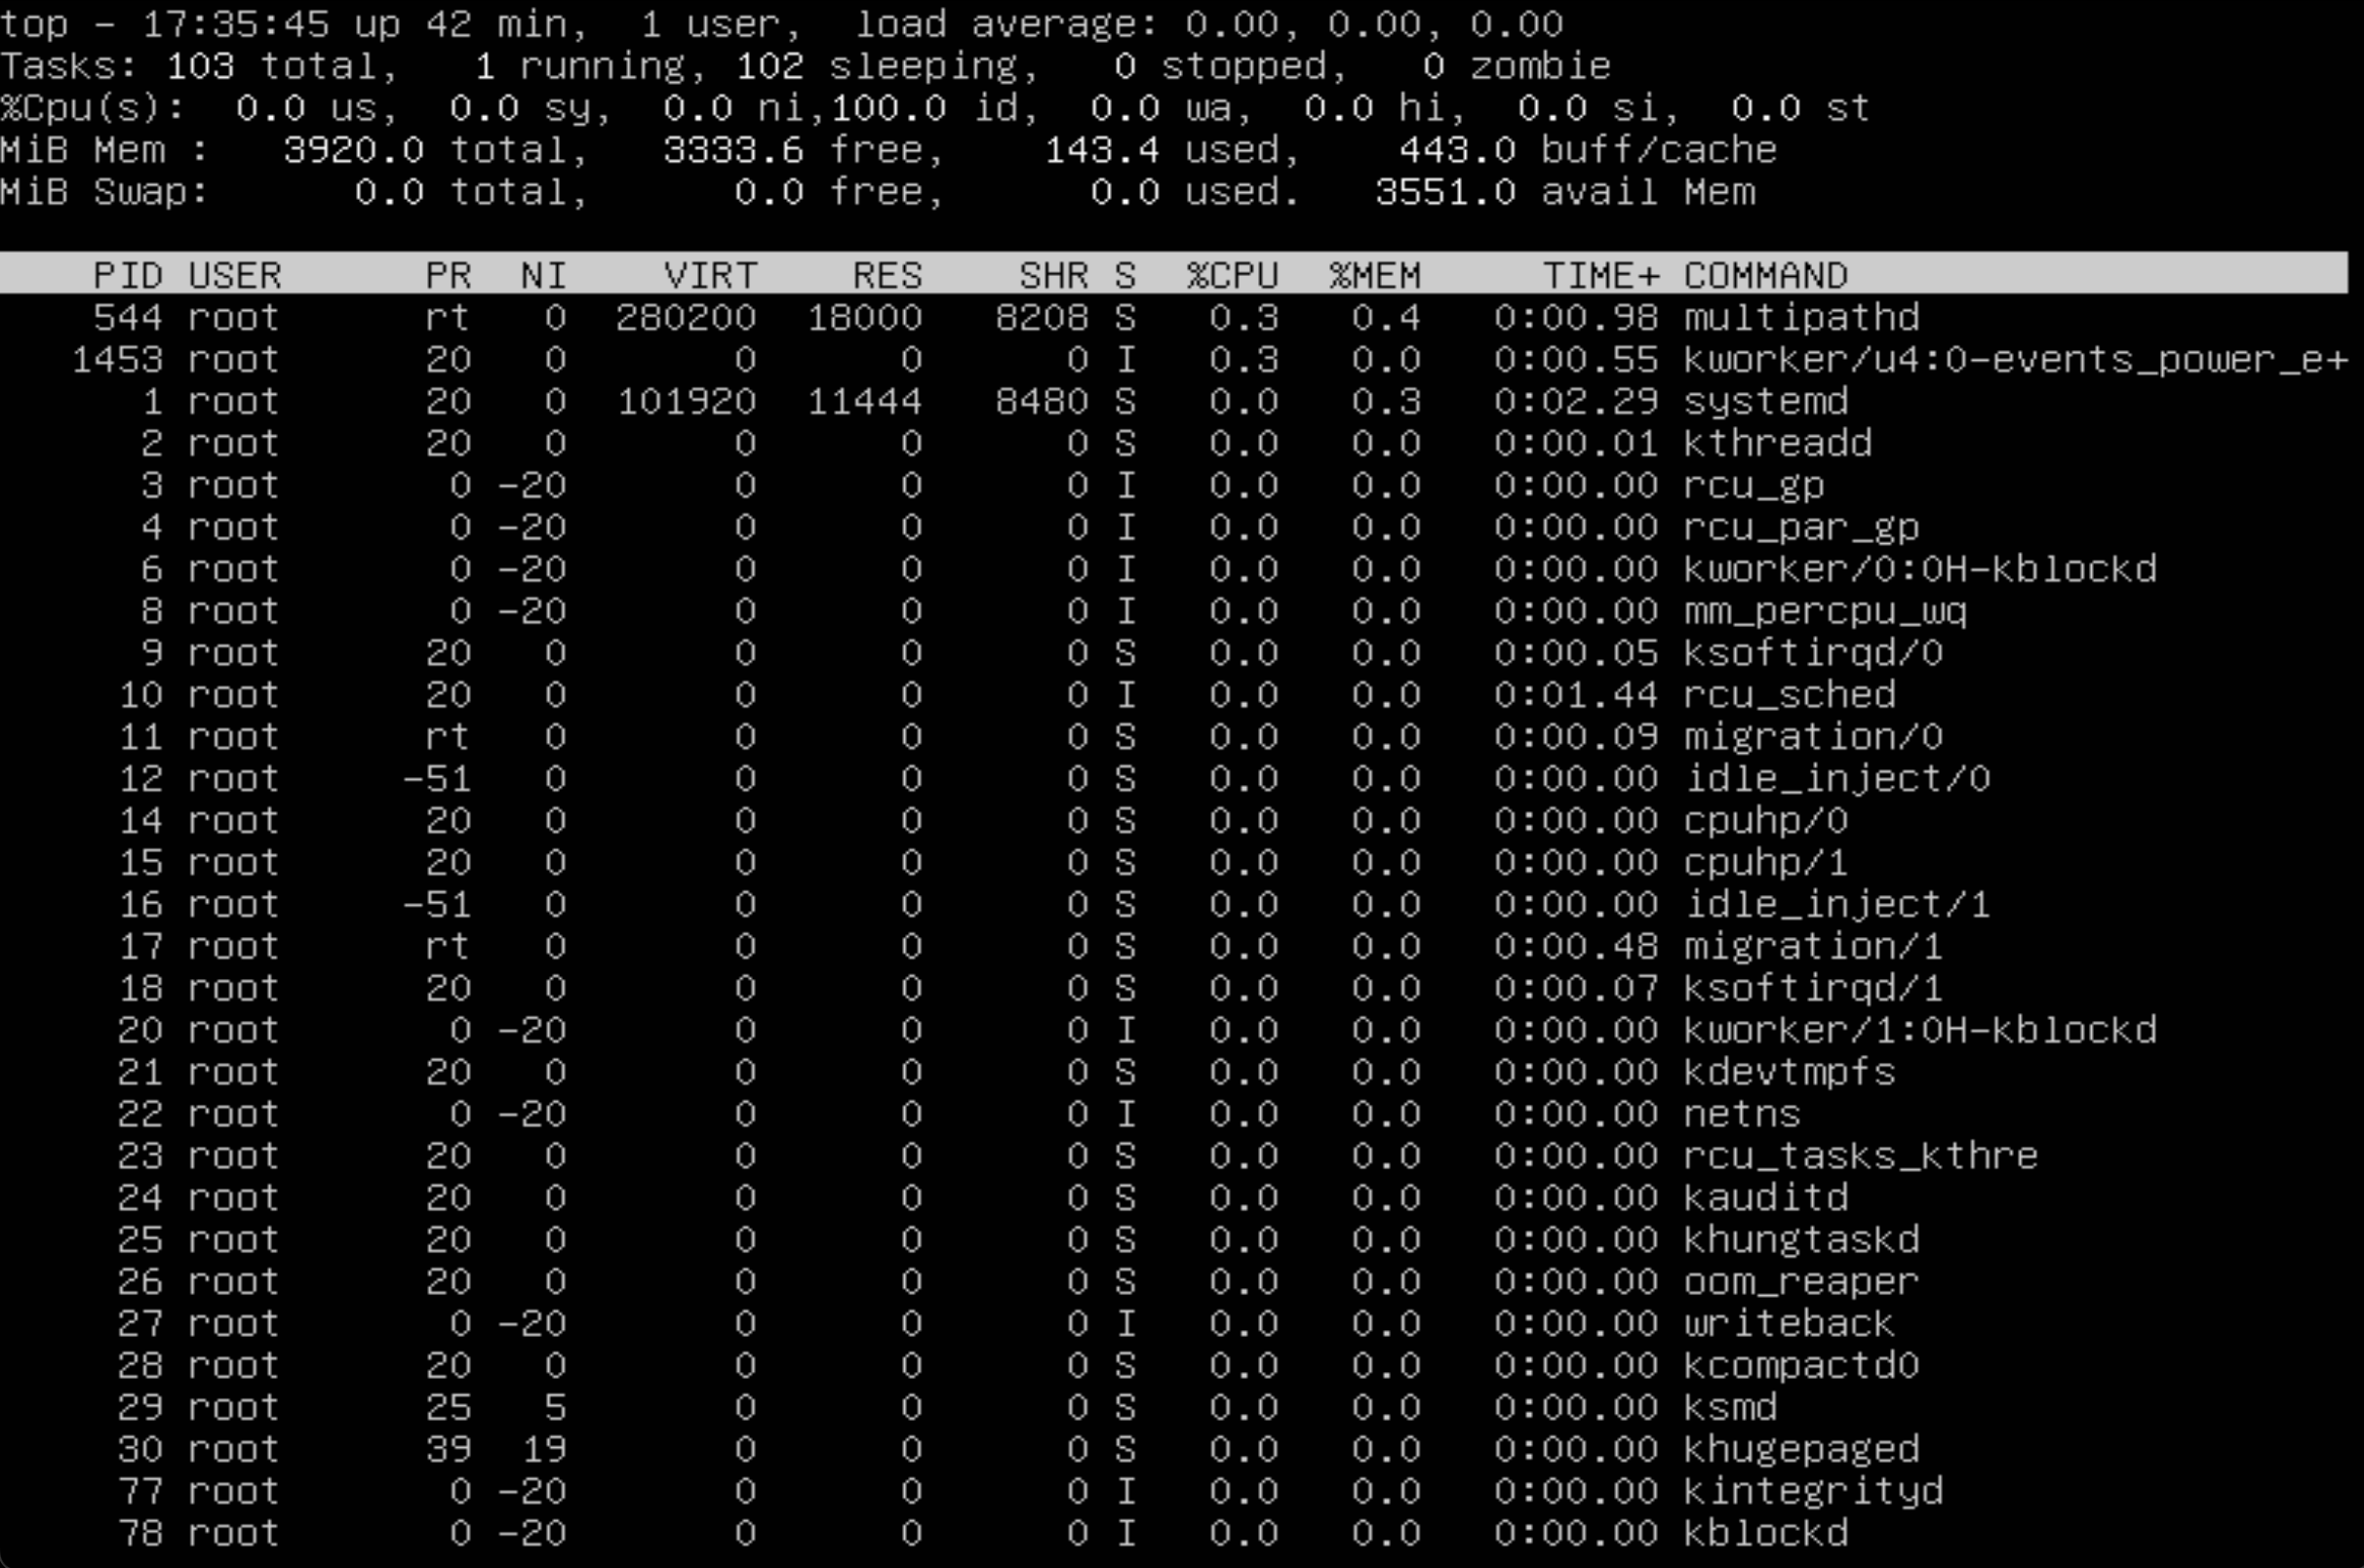 top - 17:35:45 up 42 min,  1 user,  load average: 0.00, 0.00, 0.00
Tasks: 103 total,   1 running, 102 sleeping,   0 stopped,   0 zombie
%Cpu(s):  0.0 us,  0.0 sy,  0.0 ni,100.0 id,  0.0 wa,  0.0 hi,  0.0 si,  0.0 st
MiB Mem :   3920.0 total,   3333.6 free,    143.4 used,    443.0 buff/cache
MiB Swap:      0.0 total,      0.0 free,      0.0 used.   3551.0 avail Mem
    PID USER      PR  NI    VIRT    RES    SHR S  %CPU  %MEM     TIME+ COMMAND
    544 root      rt   0  280200  18000   8208 S   0.3   0.4   0:00.98 multipathd
   1453 root      20   0       0      0      0 I   0.3   0.0   0:00.55 kworker/u4:0-events_power_e+
      1 root      20   0  101920  11444   8480 S   0.0   0.3   0:02.29 systemd
      2 root      20   0       0      0      0 S   0.0   0.0   0:00.01 kthreadd
      3 root       0 -20       0      0      0 I   0.0   0.0   0:00.00 rcu_gp
      4 root       0 -20       0      0      0 I   0.0   0.0   0:00.00 rcu_par_gp
      6 root       0 -20       0      0      0 I   0.0   0.0   0:00.00 kworker/0:0H-kblockd
      8 root       0 -20       0      0      0 I   0.0   0.0   0:00.00 mm_percpu_wq
      9 root      20   0       0      0      0 S   0.0   0.0   0:00.05 ksoftirqd/0
     10 root      20   0       0      0      0 I   0.0   0.0   0:01.44 rcu_sched
     11 root      rt   0       0      0      0 S   0.0   0.0   0:00.09 migration/0
     12 root     -51   0       0      0      0 S   0.0   0.0   0:00.00 idle_inject/0
     14 root      20   0       0      0      0 S   0.0   0.0   0:00.00 cpuhp/0
     15 root      20   0       0      0      0 S   0.0   0.0   0:00.00 cpuhp/1
     16 root     -51   0       0      0      0 S   0.0   0.0   0:00.00 idle_inject/1
     17 root      rt   0       0      0      0 S   0.0   0.0   0:00.48 migration/1
     18 root      20   0       0      0      0 S   0.0   0.0   0:00.07 ksoftirqd/1
     20 root       0 -20       0      0      0 I   0.0   0.0   0:00.00 kworker/1:0H-kblockd
     21 root      20   0       0      0      0 S   0.0   0.0   0:00.00 kdevtmpfs
     22 root       0 -20       0      0      0 I   0.0   0.0   0:00.00 netns
     23 root      20   0       0      0      0 S   0.0   0.0   0:00.00 rcu_tasks_kthre
     24 root      20   0       0      0      0 S   0.0   0.0   0:00.00 kauditd
     25 root      20   0       0      0      0 S   0.0   0.0   0:00.00 khungtaskd
     26 root      20   0       0      0      0 S   0.0   0.0   0:00.00 oom_reaper
     27 root       0 -20       0      0      0 I   0.0   0.0   0:00.00 writeback
     28 root      20   0       0      0      0 S   0.0   0.0   0:00.00 kcompactd0
     29 root      25   5       0      0      0 S   0.0   0.0   0:00.00 ksmd
     30 root      39  19       0      0      0 S   0.0   0.0   0:00.00 khugepaged
     77 root       0 -20       0      0      0 I   0.0   0.0   0:00.00 kintegrityd
     78 root       0 -20       0      0      0 I   0.0   0.0   0:00.00 kblockd